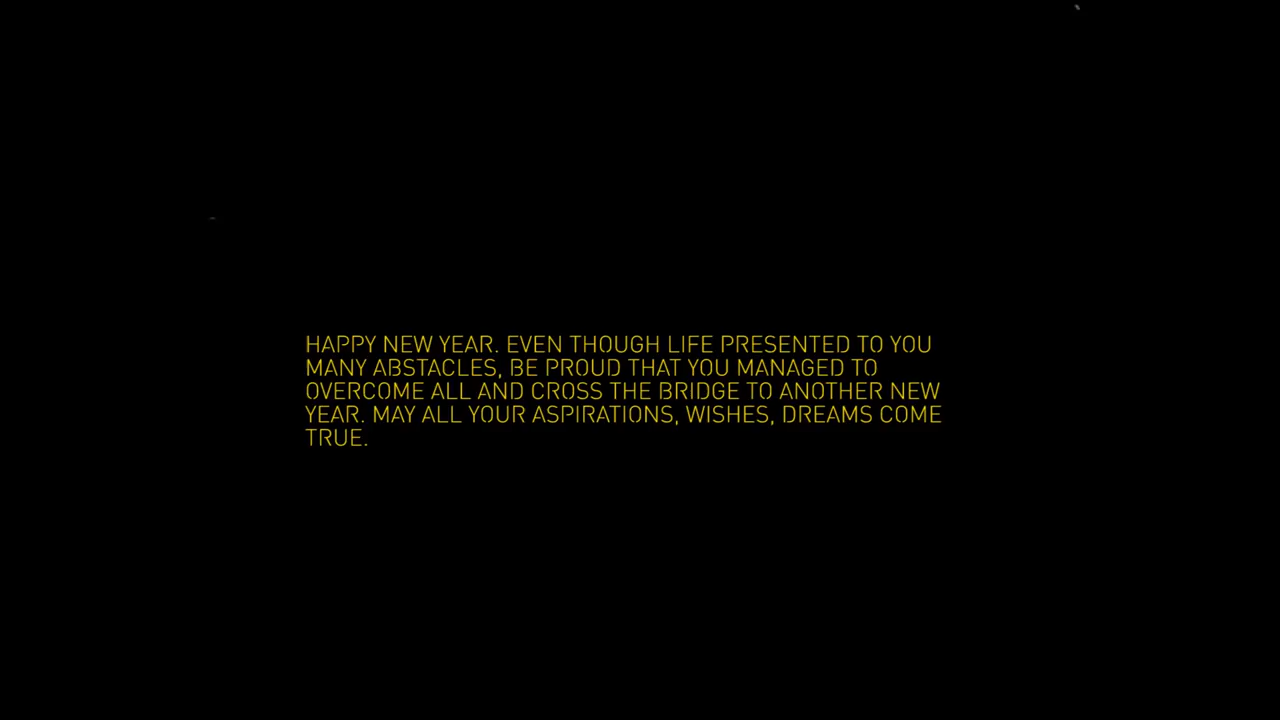 HAPPY NEW YEAR. EVEN THOUGH LIFE PRESENTED TO YOU
MANY ABSTACLES, BE PROUD THAT YOU MANAGED TO
OVERCOME ALL AND CROSS THE BRIDGE TO ANOTHER NEW
YEAR. MAY ALL YOUR ASPIRATIONS, WISHES, DREAMS COME
TRUE.